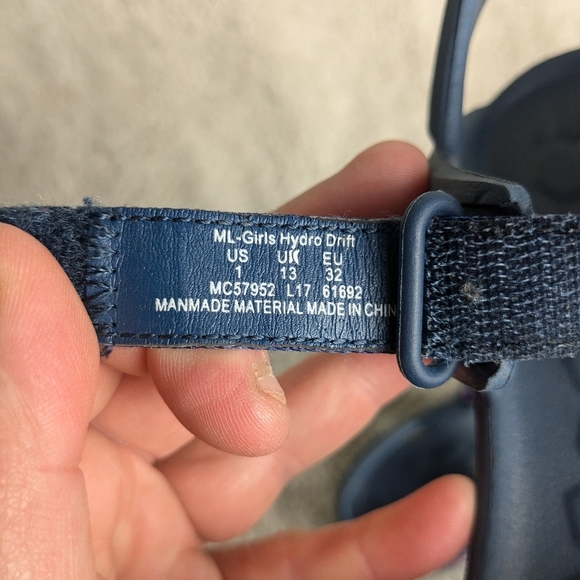 ML-Girls Hydro Drift
US UK EU
1 13 32
MC57952 L17 61692
MANMADE MATERIAL MADE IN CHIN